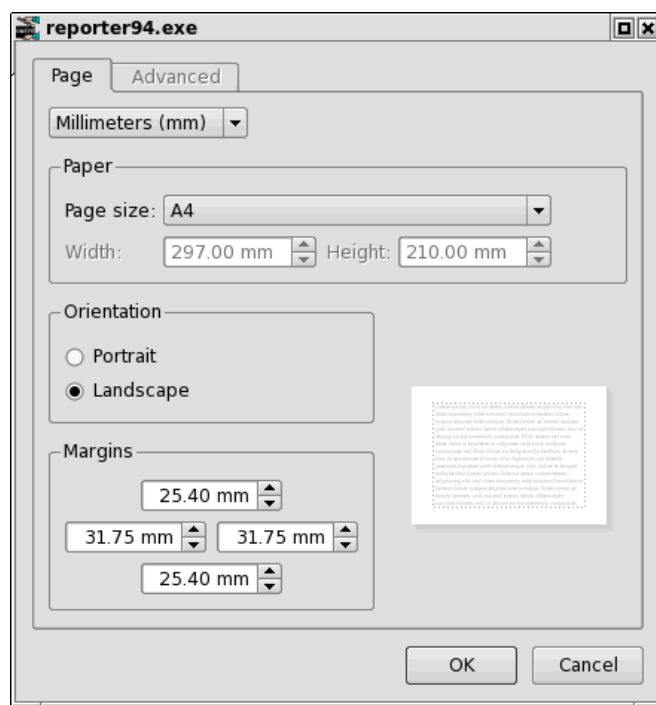 reporter94.exe
Page Advanced
Millimeters (mm)
Paper
Page size: A4
Width: 297.00 mm Height: 210.00 mm
Orientation
Portrait
Landscape
Margins
25.40 mm
31.75 mm 31.75 mm
25.40 mm
OK Cancel